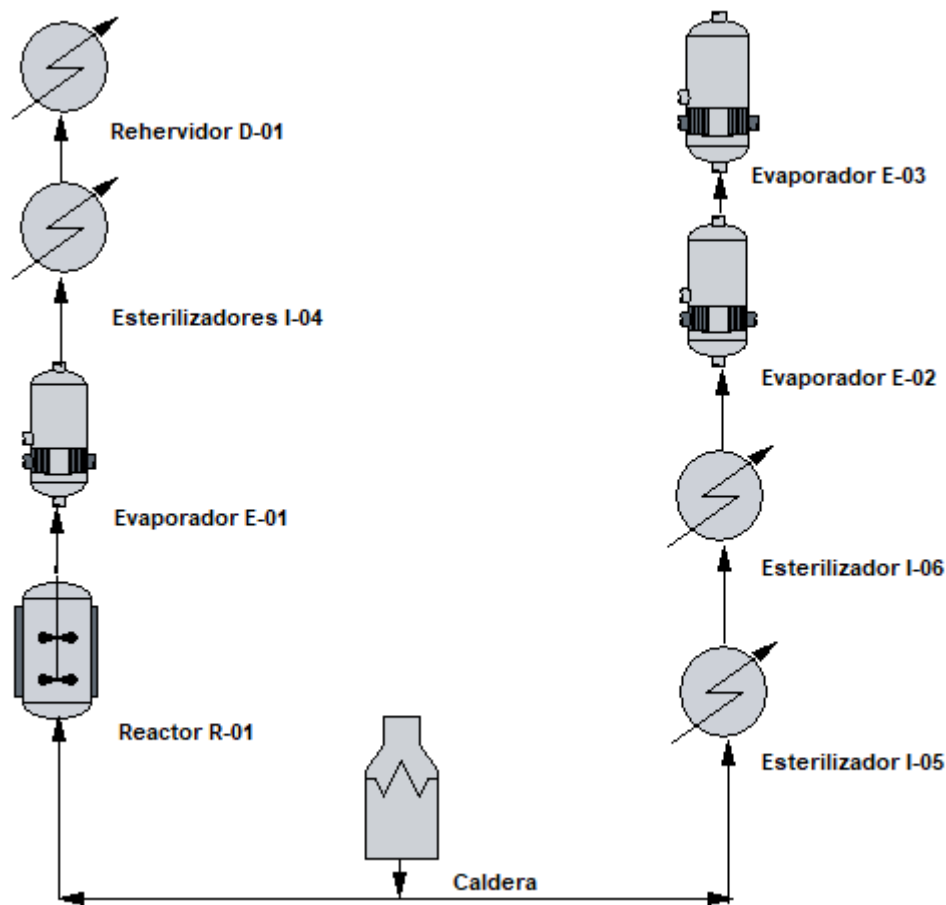 Rehervidor D-01
Evaporador E-03
Esterilizadores I-04
Evaporador E-02
Evaporador E-01
Esterilizador I-06
Reactor R-01
Esterilizador I-05
Caldera